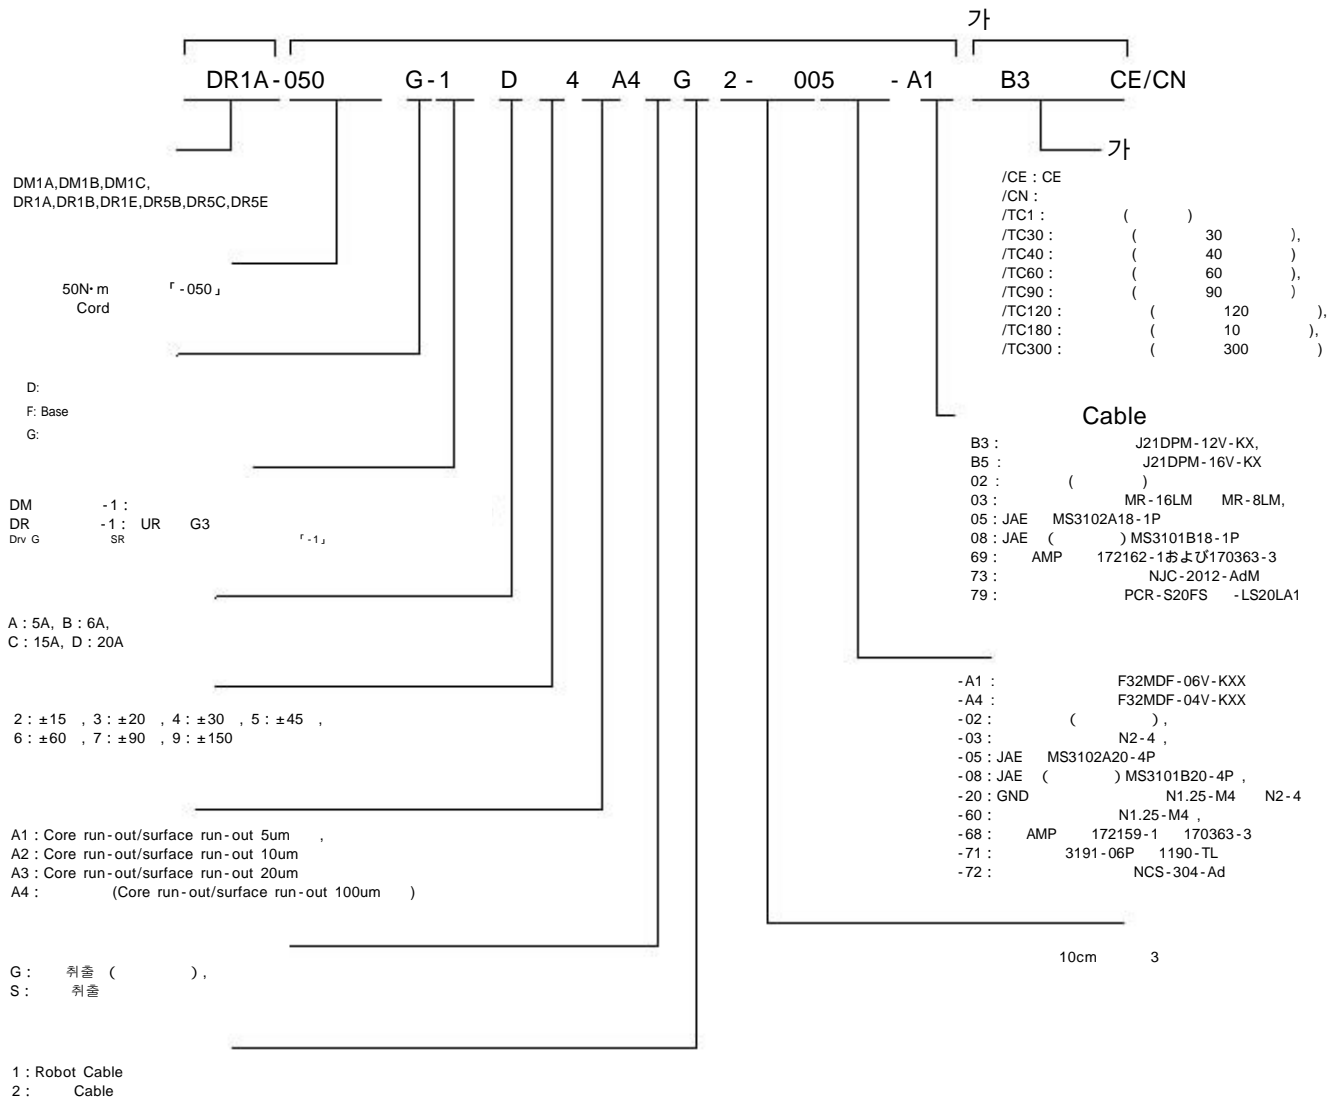 가
DR1A-050 G-1 D 4 A4 G 2- 005 -A1 B3 CE/CN
가
DM1A,DM1B,DM1C,
DR1A,DR1B,DR1E,DR5B,DR5C,DR5E
50N·m 「-050」
Cord
D:
F: Base
G:
DM -1:
DR -1: UR G3
Drv G SR 「-1」
A:5A, B:6A,
C:15A, D:20A
2:±15 ,3:±20 ,4:±30 ,5:±45 ,
6:±60 ,7:±90 ,9:±150
A1:Core run-out/surface run-out 5um ,
A2:Core run-out/surface run-out 10um
A3:Core run-out/surface run-out 20um
A4: (Core run-out/surface run-out 100um )
G: 취출 ( ),
S: 취출
1:Robot Cable
2: Cable
/CE:CE
/CN:
/TC1: ( )
/TC30: ( 30 ),
/TC40: ( 40 )
/TC60: ( 60 ),
/TC90: ( 90 )
/TC120: ( 120 ),
/TC180: ( 10 ),
/TC300: ( 300 )
Cable
B3: J21DPM-12V-KX,
B5: J21DPM-16V-KX
02: ( )
03: MR-16LM MR-8LM,
05:JAE MS3102A18-1P
08:JAE ( )MS3101B18-1P
69: AMP 172162-1および170363-3
73: NJC-2012-AdM
79: PCR-S20FS -LS20LA1
-A1: F32MDF-06V-KXX
-A4: F32MDF-04V-KXX
-02: ( ),
-03: N2-4 ,
-05:JAE MS3102A20-4P
-08:JAE ( )MS3101B20-4P ,
-20:GND N1.25-M4 N2-4
-60: N1.25-M4 ,
-68: AMP 172159-1 170363-3
-71: 3191-06P 1190-TL
-72: NCS-304-Ad
10cm 3